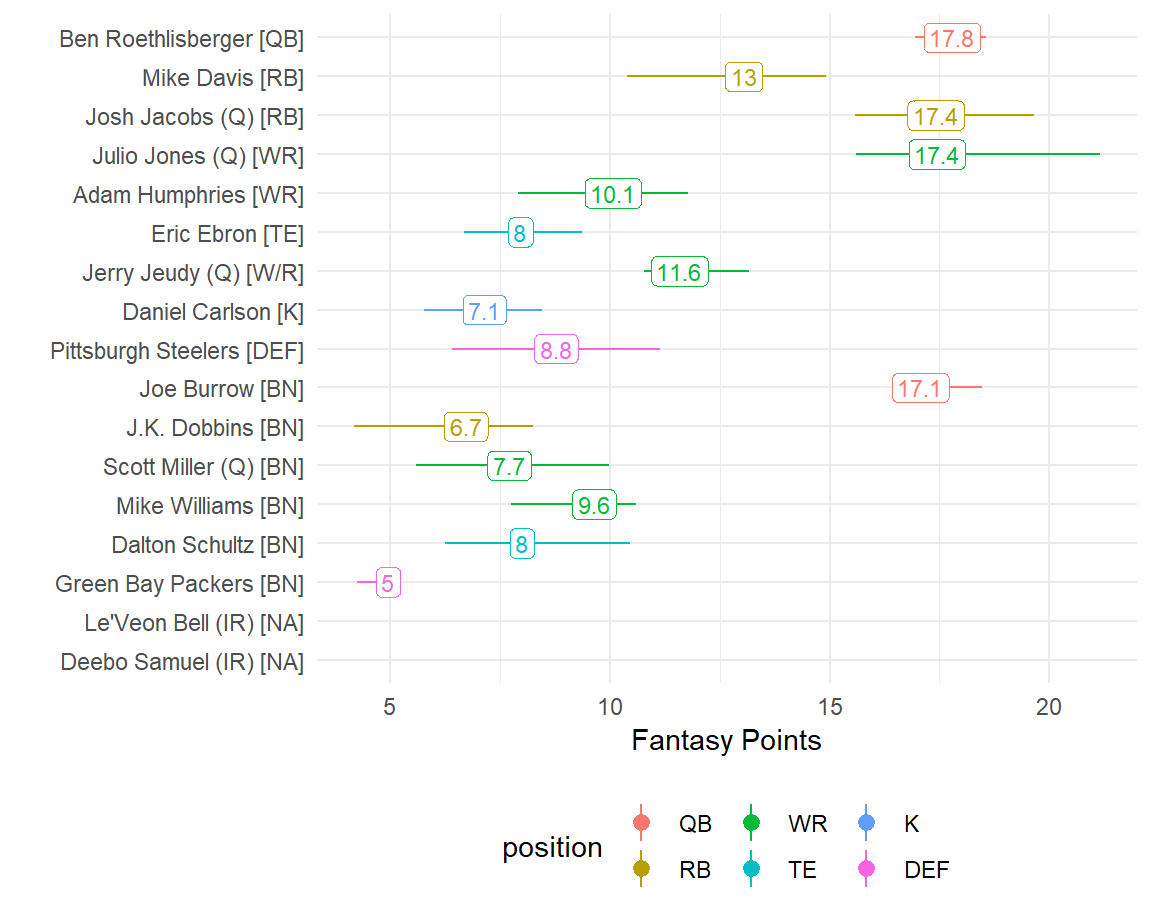 Ben Roethlisberger [QB] 17.8
Mike Davis [RB] 13
Josh Jacobs (Q) [RB] 17.4
Julio Jones (Q) [WR] 17.4
Adam Humphries [WR] 10.1
Eric Ebron [TE] 8
Jerry Jeudy (Q) [W/R] 11.6
Daniel Carlson [K] 7.1
Pittsburgh Steelers [DEF] 8.8
Joe Burrow [BN] 17.1
J.K. Dobbins [BN] 6.7
Scott Miller (Q) [BN] 7.7
Mike Williams [BN] 9.6
Dalton Schultz [BN] 8
Green Bay Packers [BN] 5
Le'Veon Bell (IR) [NA]
Deebo Samuel (IR) [NA]
5 10 15 20
Fantasy Points
position
QB WR K
RB TE DEF